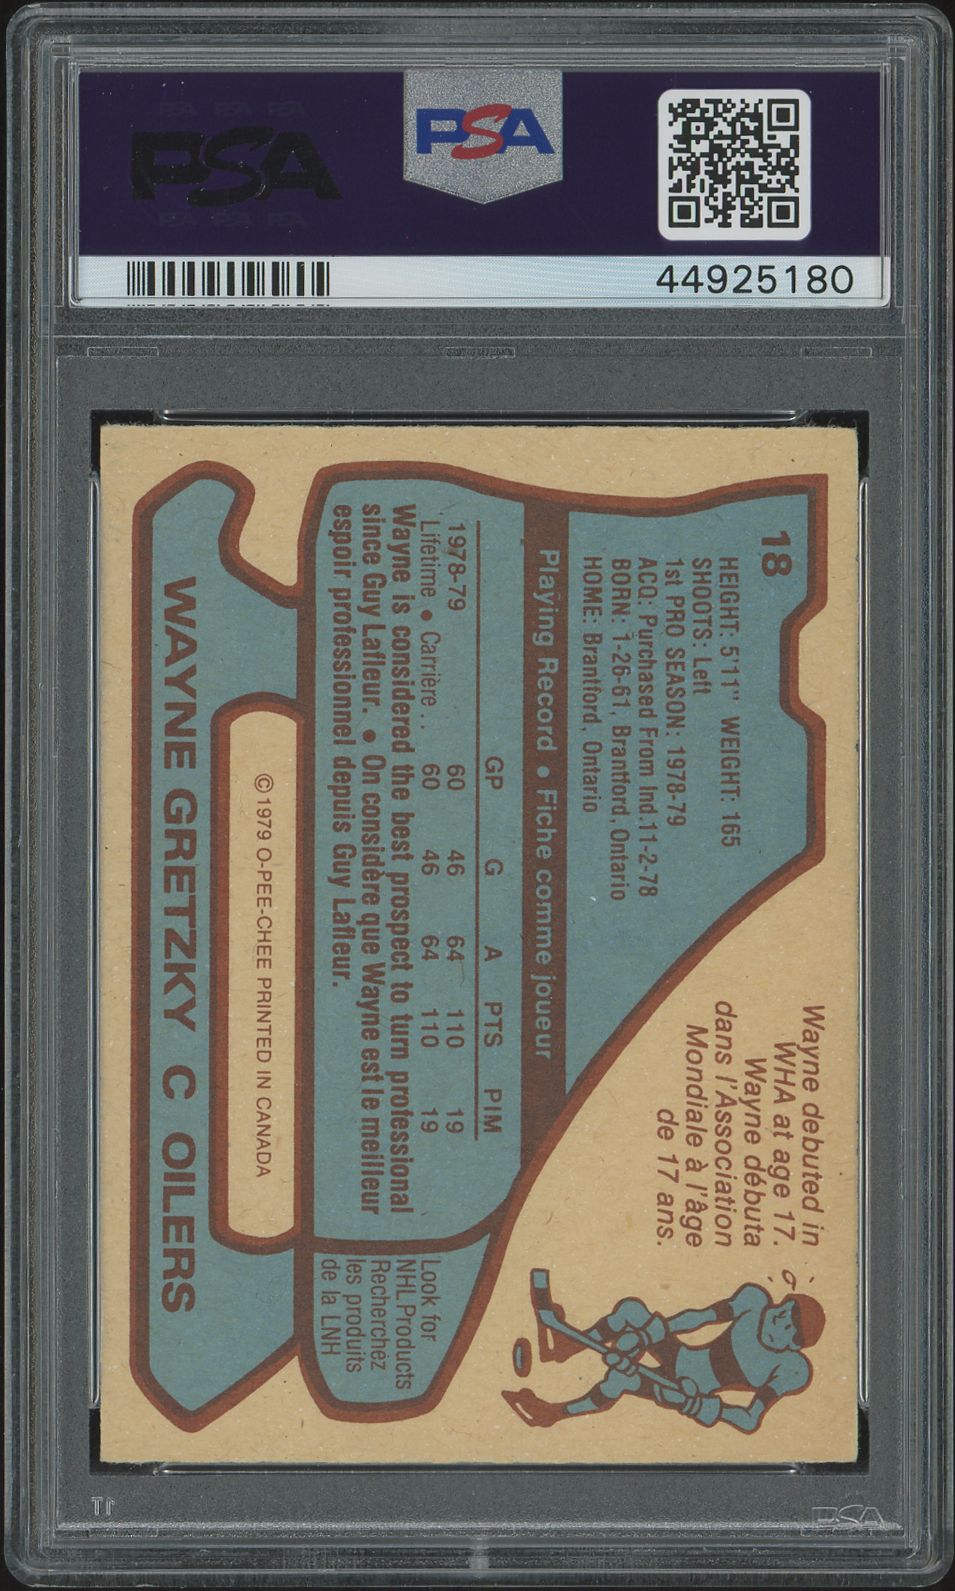 PSA PSA PSA
PSA
PSA PSA PSA
PSA
44925180
18
HEIGHT: 5'11" WEIGHT: 165
SHOOTS: Left
1st PRO SEASON: 1978-79
ACQ: Purchased From Ind.11-2-78
BORN: 1-26-61, Brantford, Ontario
HOME: Brantford, Ontario
Wayne debuted in
WHA at age 17.
Wayne débuta
dans l'Association
Mondiale à l'âge
de 17 ans.
Playing Record • Fiche comme joueur
GP G A PTS PIM
1978-79 60 46 64 110 19
Lifetime • Carrière .. 60 46 64 110 19
Wayne is considered the best prospect to turn professional
since Guy Lafleur. • On considère que Wayne est le meilleur
espoir professionnel depuis Guy Lafleur.
Look for
NHL Products
Recherchez
les produits
de la LNH
© 1979 O-PEE-CHEE PRINTED IN CANADA
WAYNE GRETZKY C OILERS
PSA